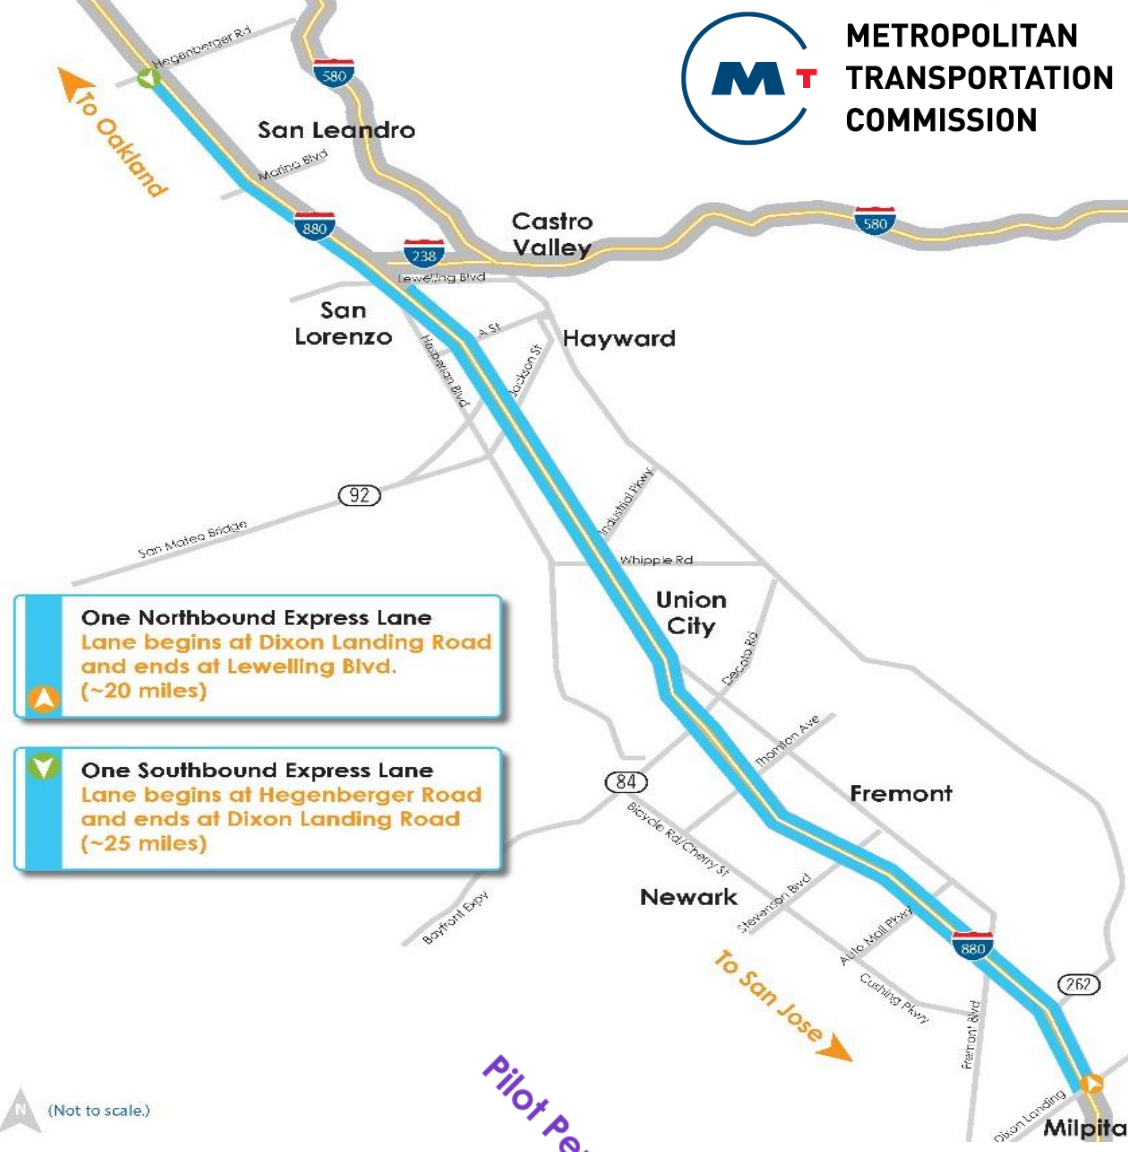 METROPOLITAN
TRANSPORTATION
COMMISSION
M T
Hegenberger Rd
580
To Oakland
San Leandro
Marina Blvd
880
Castro
Valley
580
238
Lewelling Blvd
San
Lorenzo
A St
Hayward
Hesperian Blvd
Jackson St
92
San Mateo Bridge
Industrial Pkwy
Whipple Rd
One Northbound Express Lane
Lane begins at Dixon Landing Road
and ends at Lewelling Blvd.
(~20 miles)
Union
City
Decoto Rd
Thornton Ave
One Southbound Express Lane
Lane begins at Hegenberger Road
and ends at Dixon Landing Road
(~25 miles)
84
Fremont
Bicycle Rd/Cherry St
Newark
Stevenson Blvd
Bayfront Expy
Auto Mall Pkwy
880
To San Jose
Cushing Pkwy
262
Fremont Blvd
Pilot Pe
N
(Not to scale.)
Dixon Landing
Milpita